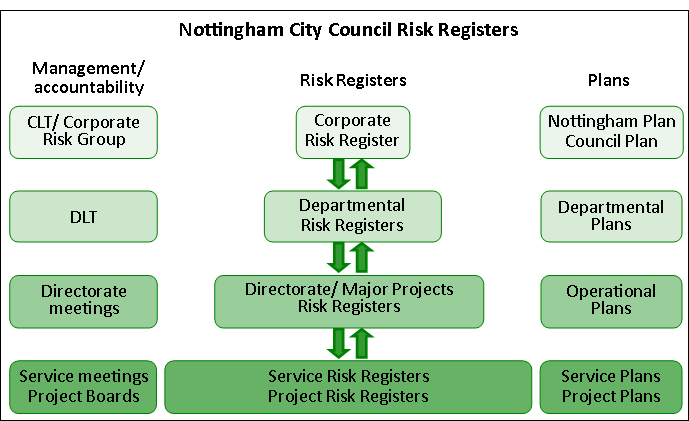 Nottingham City Council Risk Registers
Management/
accountability
Risk Registers
Plans
CLT/ Corporate
Risk Group
Corporate
Risk Register
Nottingham Plan
Council Plan
DLT
Departmental
Risk Registers
Departmental
Plans
Directorate
meetings
Directorate/ Major Projects
Risk Registers
Operational
Plans
Service meetings
Project Boards
Service Risk Registers
Project Risk Registers
Service Plans
Project Plans